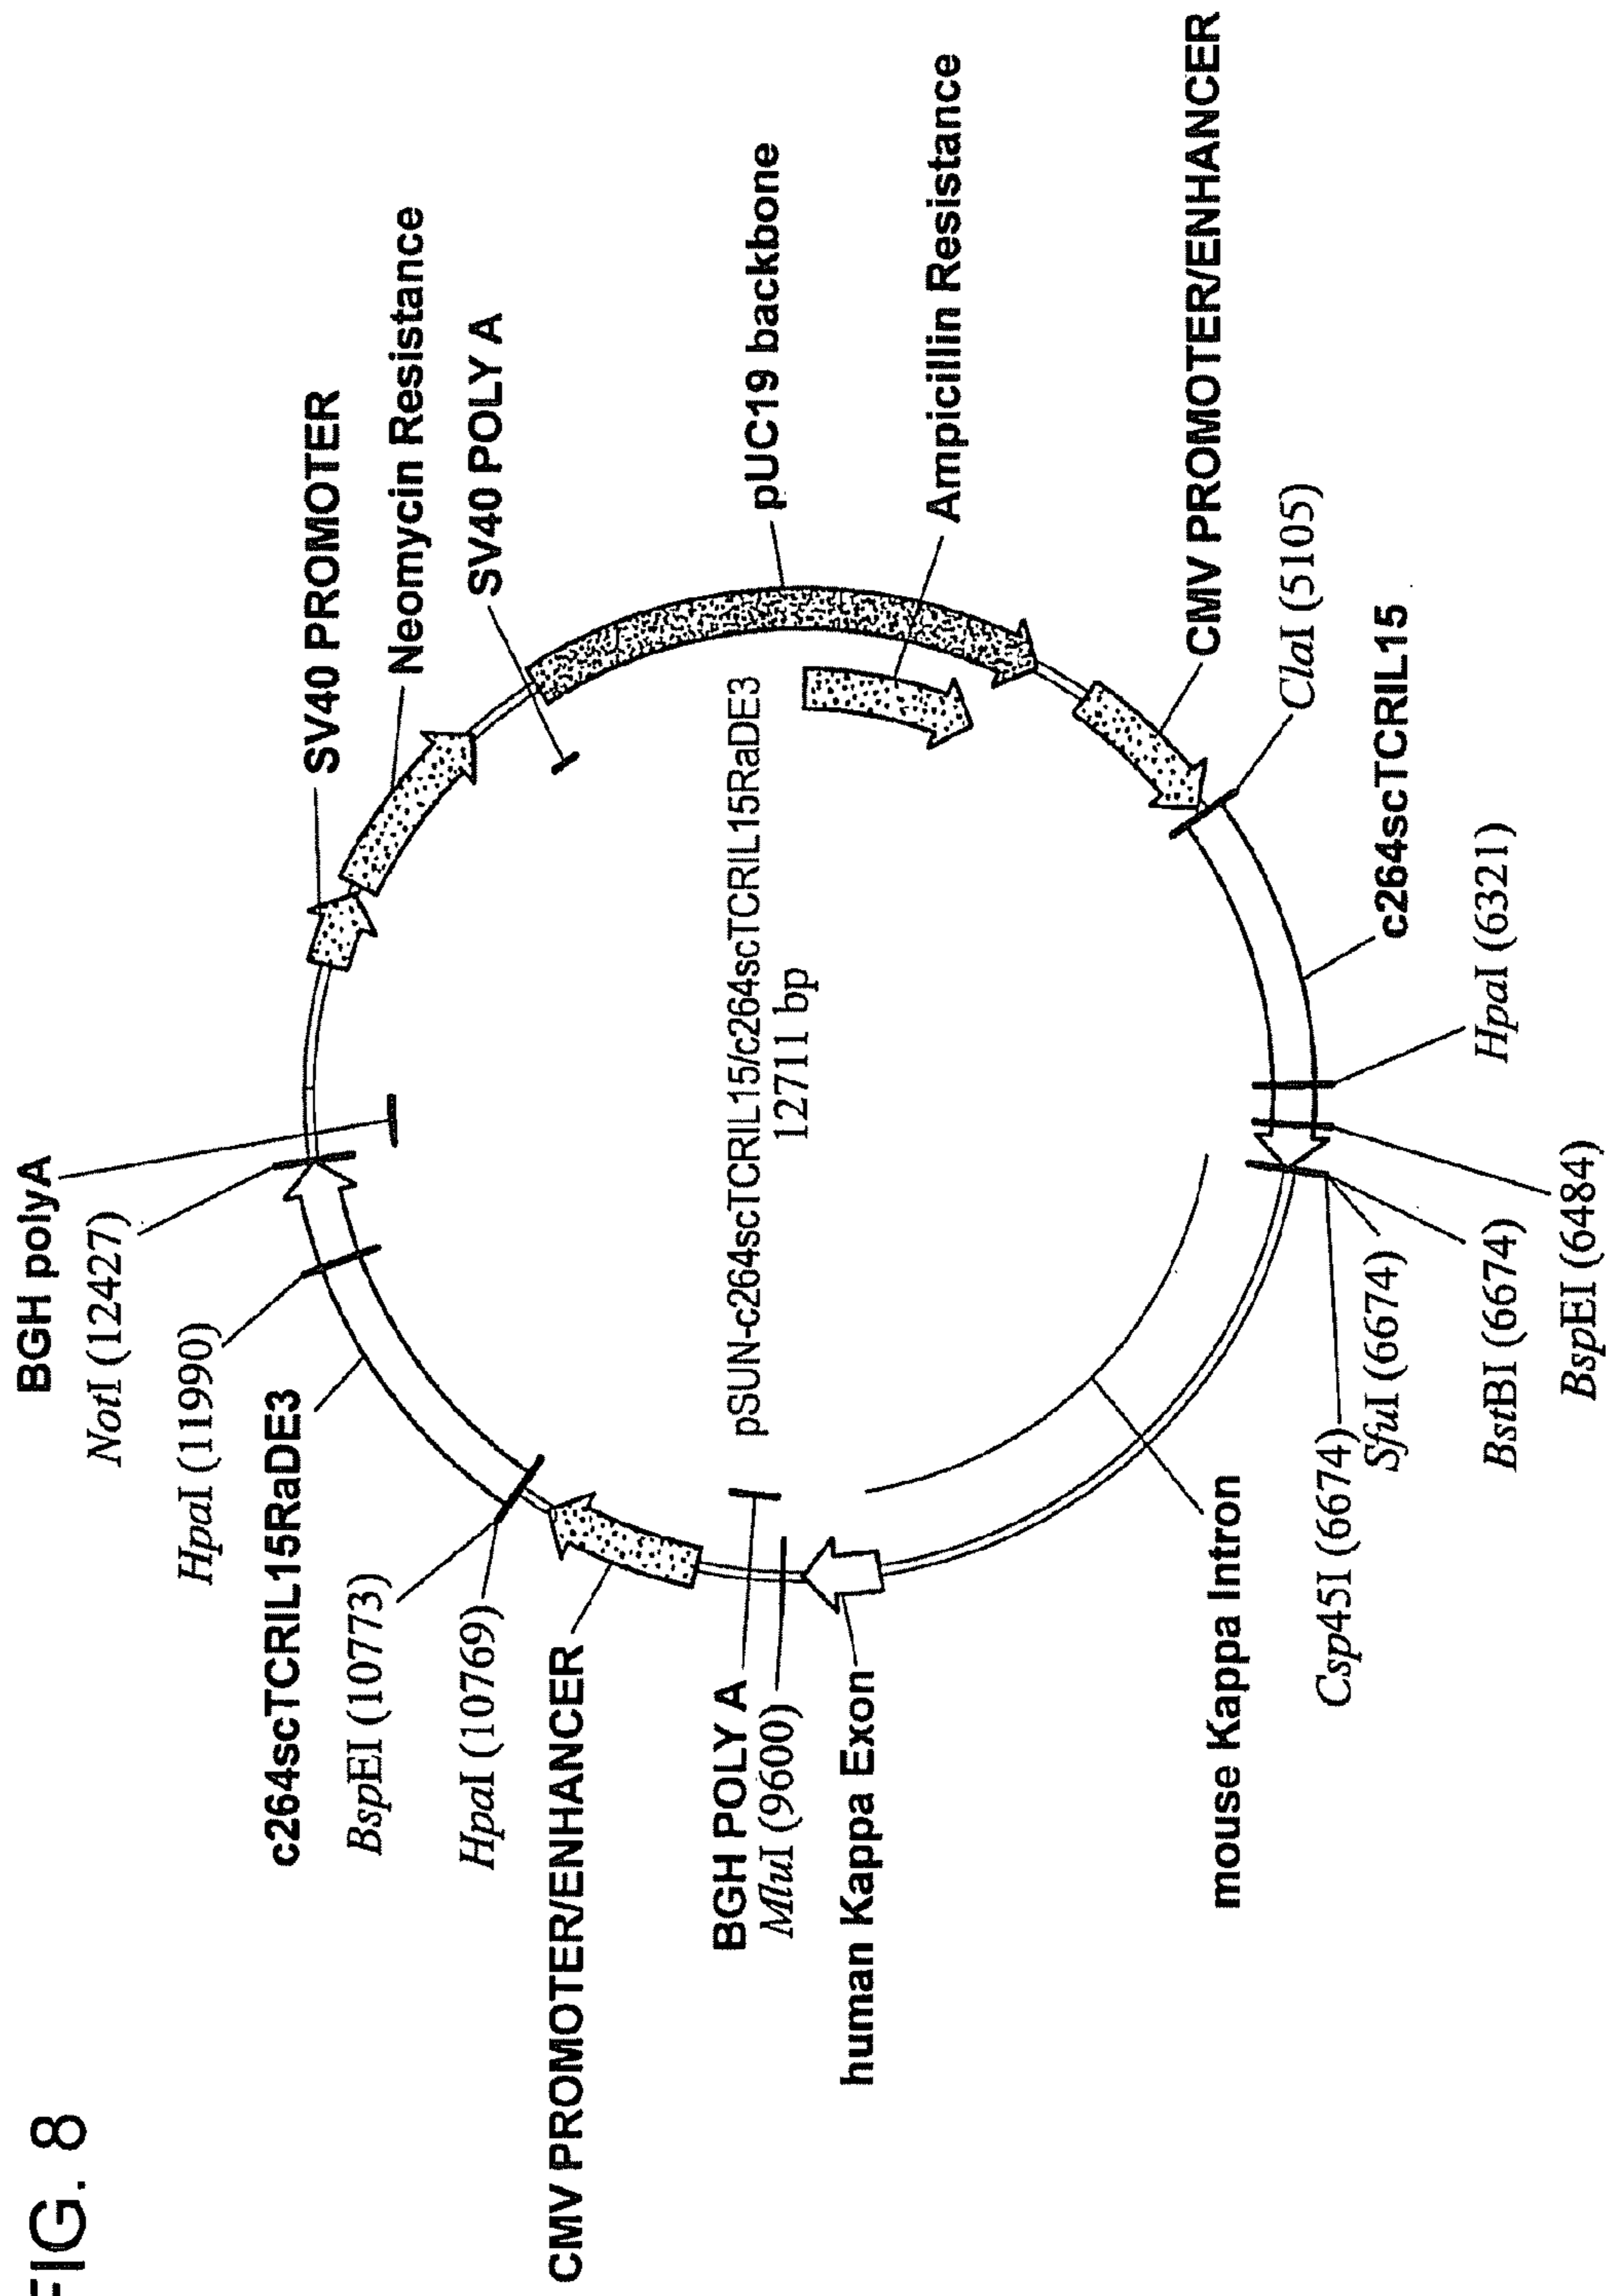 FIG. 8
BGH polyA
NotI (12427)
HpaI (11990)
c264scTCRIL15RaDE3
BspEI (10773)
HpaI (10769)
CMV PROMOTER/ENHANCER
BGH POLY A
MluI (9600)
human Kappa Exon
mouse Kappa Intron
Csp45I (6674)
SfuI (6674)
BstBI (6674)
BspEI (6484)
HpaI (6321)
c264scTCRIL15
ClaI (5105)
CMV PROMOTER/ENHANCER
Ampicillin Resistance
pUC19 backbone
SV40 POLY A
Neomycin Resistance
SV40 PROMOTER
pSUN-c264scTCRIL15/c264scTCRIL15RaDE3
12711 bp